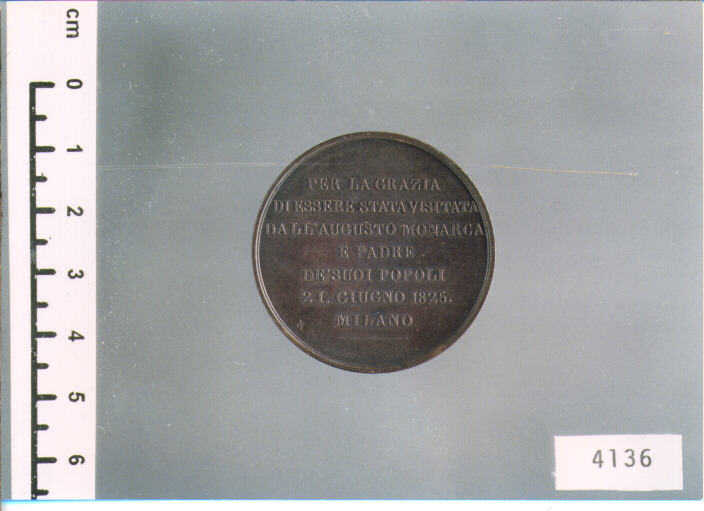 cm
0
1
2
3
4
5
6
PER LA GRAZIA
DI ESSERE STATA VISITATA
DALL'AUGUSTO MONARCA
E PADRE
DE'SUOI POPOLI
21. GIUGNO 1825.
MILANO
4136